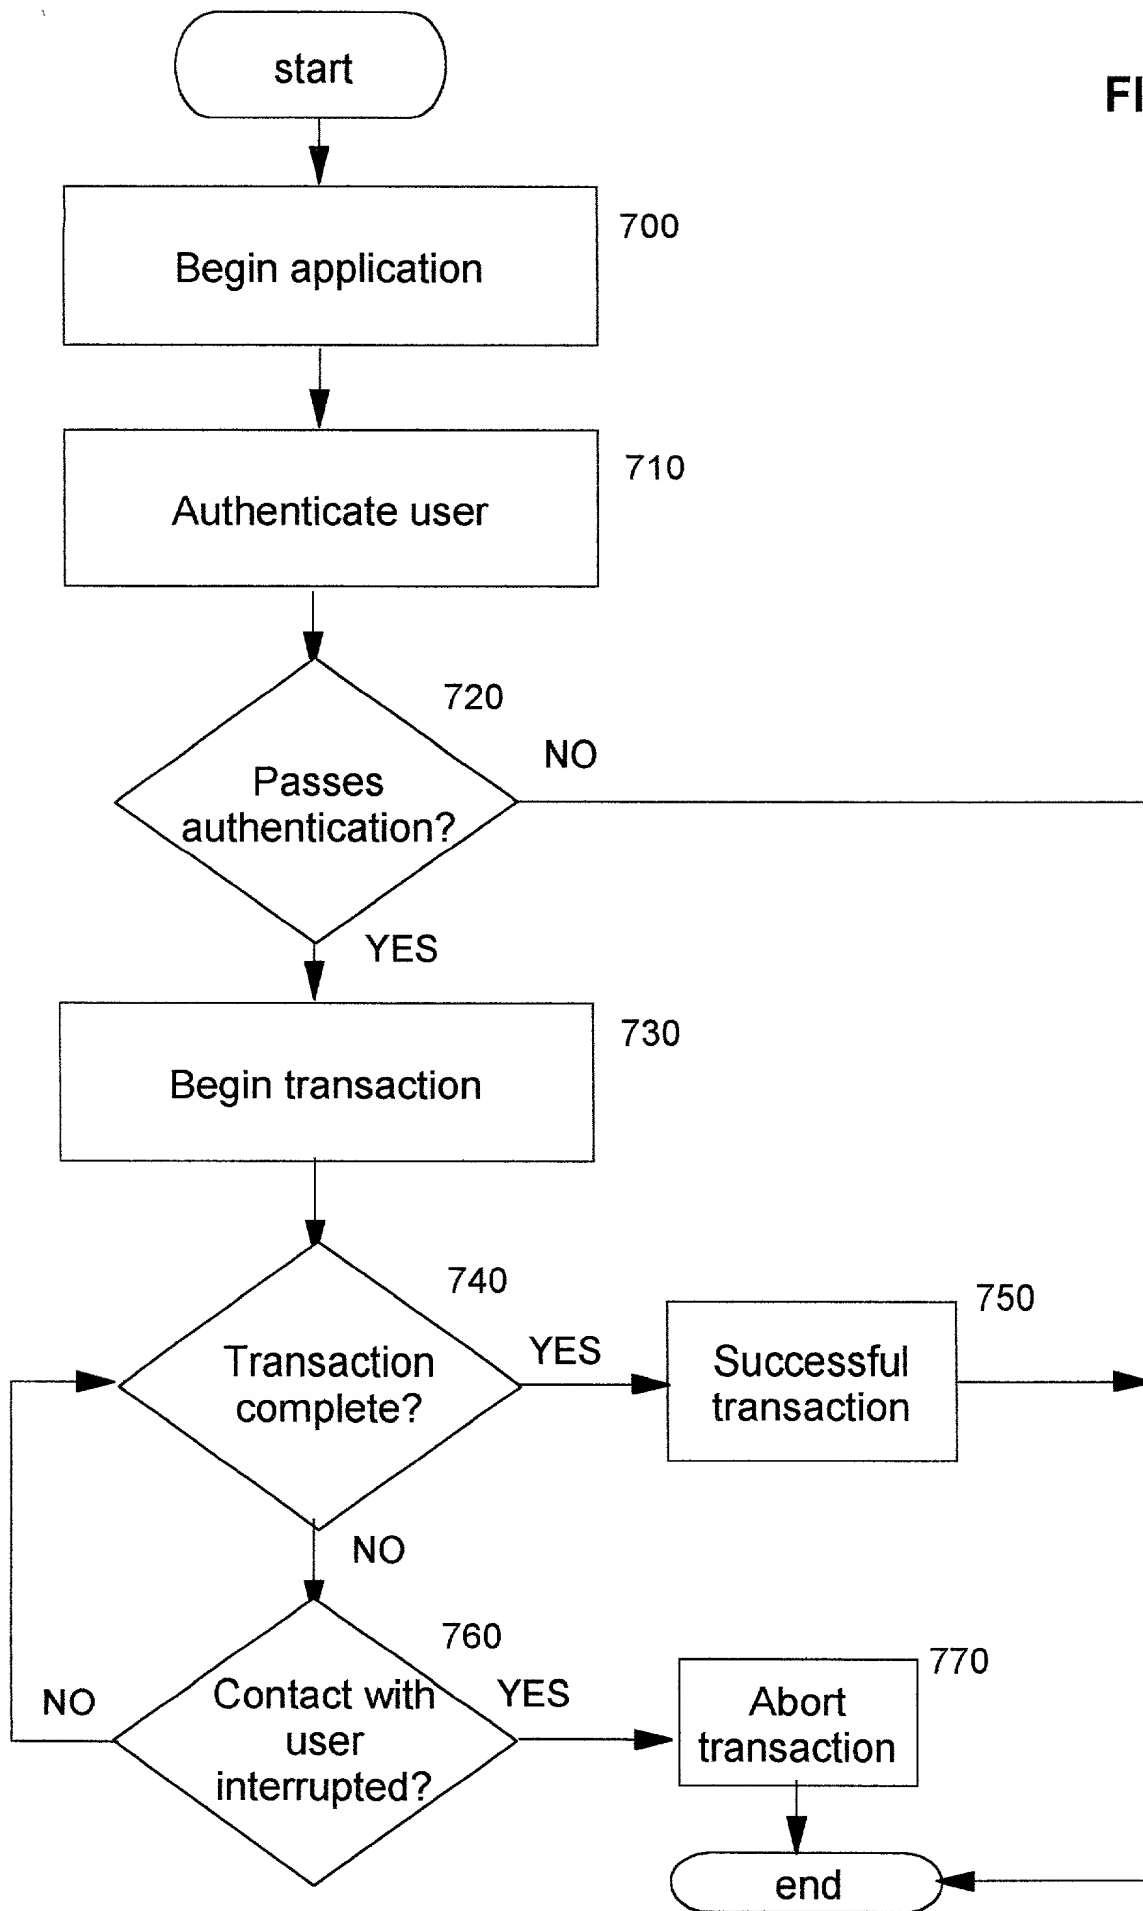 start
FI
700
Begin application
710
Authenticate user
720
NO
Passes
authentication?
YES
730
Begin transaction
740
750
YES
Transaction
complete?
Successful
transaction
NO
760
770
NO
Contact with
user
interrupted?
YES
Abort
transaction
end